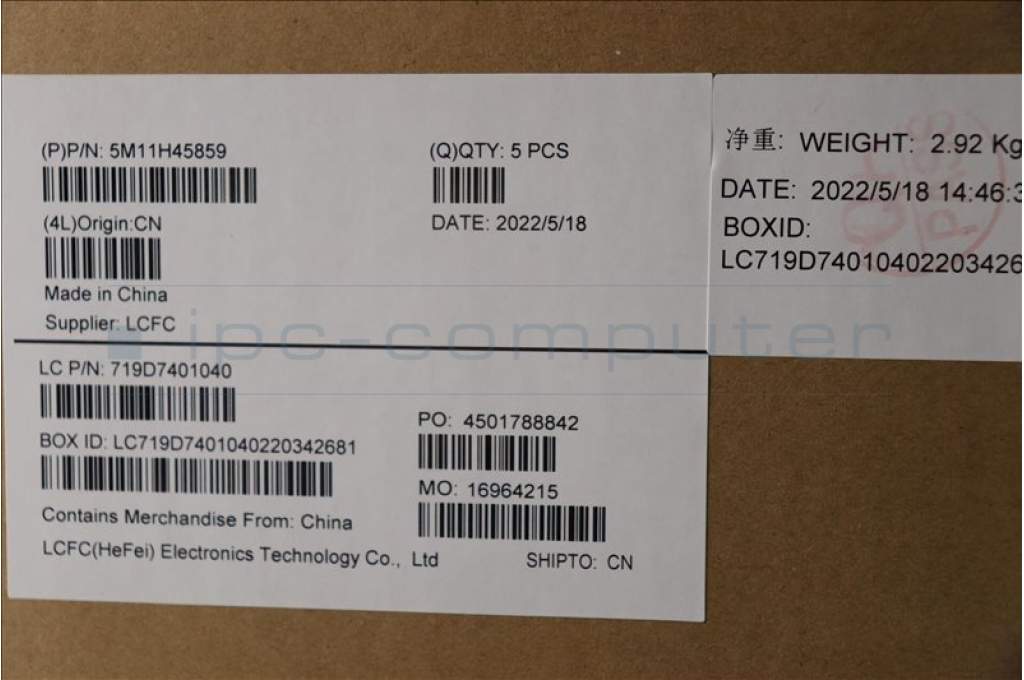 (P)P/N: 5M11H45859
(Q)QTY: 5 PCS
(4L)Origin:CN
DATE: 2022/5/18
Made in China
Supplier: LCFC
净重: WEIGHT: 2.92 Kg
DATE: 2022/5/18 14:46:3
BOXID:
LC719D74010402203426
ipc-computer
LC P/N: 719D7401040
PO: 4501788842
BOX ID: LC719D7401040220342681
MO: 16964215
Contains Merchandise From: China
LCFC(HeFei) Electronics Technology Co., Ltd
SHIPTO: CN